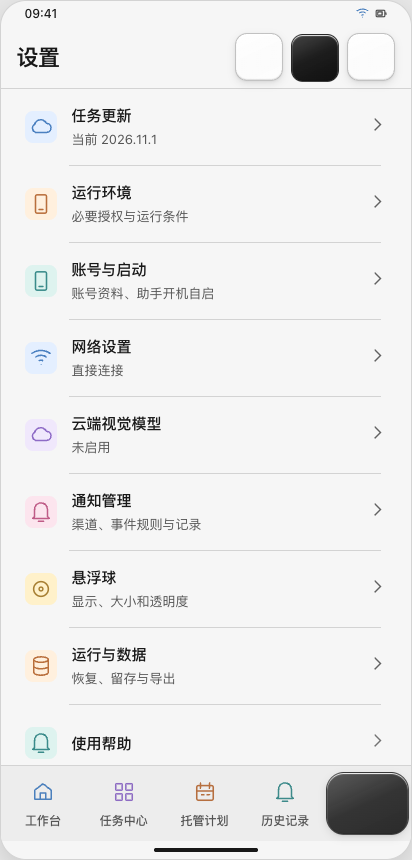 09:41
设置
任务更新
当前 2026.11.1
运行环境
必要授权与运行条件
账号与启动
账号资料、助手开机自启
网络设置
直接连接
云端视觉模型
未启用
通知管理
渠道、事件规则与记录
悬浮球
显示、大小和透明度
运行与数据
恢复、留存与导出
使用帮助
工作台
任务中心
托管计划
历史记录